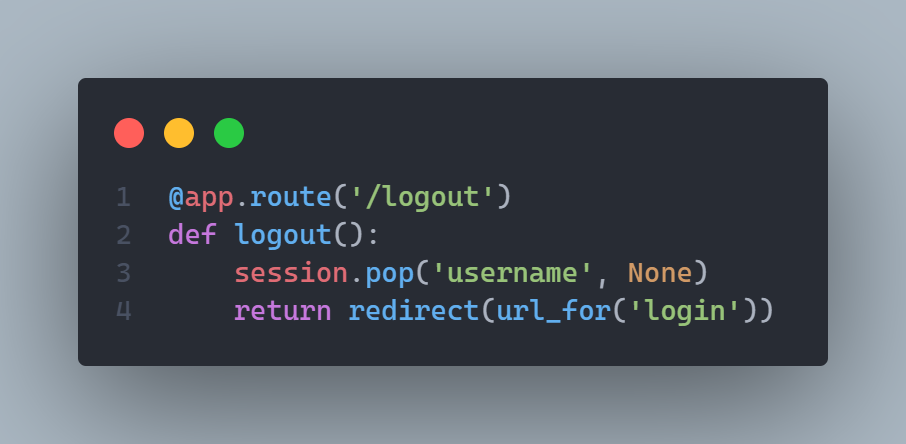 1 @app.route('/logout')
2 def logout():
3     session.pop('username', None)
4     return redirect(url_for('login'))